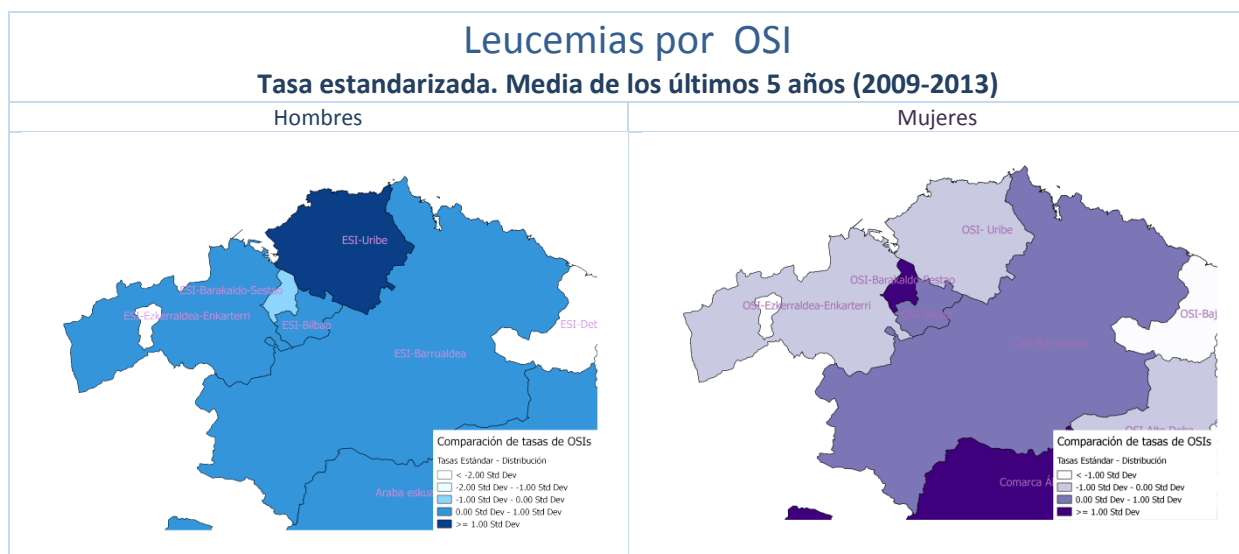 Leucemias por OSI
Tasa estandarizada. Media de los últimos 5 años (2009-2013)
Hombres
Mujeres
ESI-Uribe
ESI-Barakaldo-Sestao
ESI-Ezkerraldea-Enkarterri
ESI-Bilbao
ESI-Deb
ESI-Barrualdea
Araba eskua
Comparación de tasas de OSIs
Tasas Estándar - Distribución
< -2.00 Std Dev
-2.00 Std Dev - -1.00 Std Dev
-1.00 Std Dev - 0.00 Std Dev
0.00 Std Dev - 1.00 Std Dev
>= 1.00 Std Dev
OSI- Uribe
OSI-Barakaldo-Sestao
OSI-Ezkerraldea-Enkarterri
OSI-Bilbao
OSI-Baj
OSI-Barrualdea
OSI-Alto Deba
Comarca Á
Comparación de tasas de OSIs
Tasas Estándar - Distribución
< -1.00 Std Dev
-1.00 Std Dev - 0.00 Std Dev
0.00 Std Dev - 1.00 Std Dev
>= 1.00 Std Dev